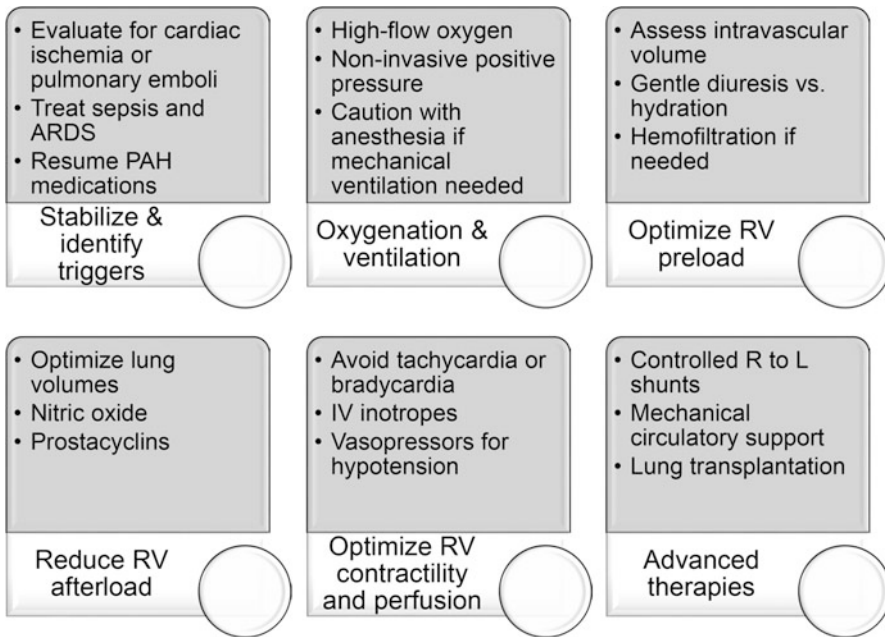 • Evaluate for cardiac
ischemia or
pulmonary emboli
• Treat sepsis and
ARDS
• Resume PAH
medications
Stabilize &
identify
triggers
• High-flow oxygen
• Non-invasive positive
pressure
• Caution with
anesthesia if
mechanical
ventilation needed
Oxygenation &
ventilation
• Assess intravascular
volume
• Gentle diuresis vs.
hydration
• Hemofiltration if
needed
Optimize RV
preload
• Optimize lung
volumes
• Nitric oxide
• Prostacyclins
Reduce RV
afterload
• Avoid tachycardia or
bradycardia
• IV inotropes
• Vasopressors for
hypotension
Optimize RV
contractility
and perfusion
• Controlled R to L
shunts
• Mechanical
circulatory support
• Lung transplantation
Advanced
therapies